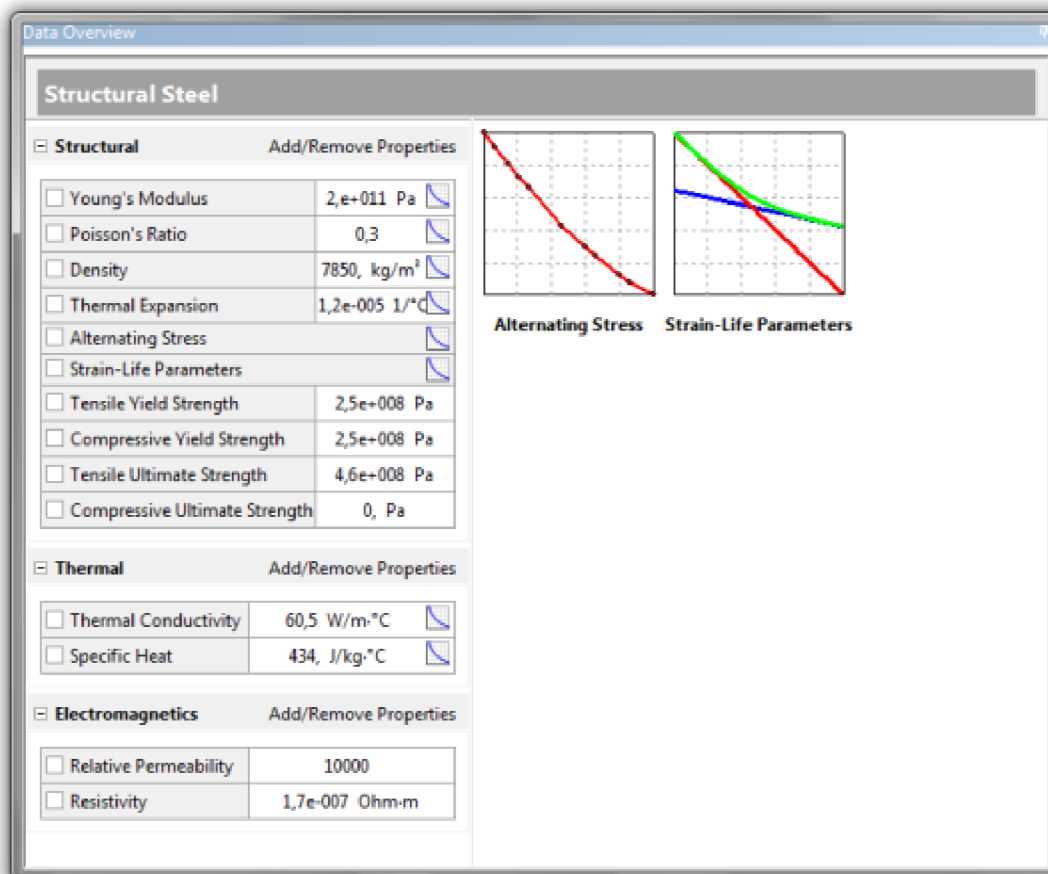 Data Overview
Structural Steel
Structural Add/Remove Properties
Young's Modulus 2,e+011 Pa
Poisson's Ratio 0,3
Density 7850, kg/m³
Thermal Expansion 1,2e-005 1/°C
Alternating Stress
Strain-Life Parameters
Tensile Yield Strength 2,5e+008 Pa
Compressive Yield Strength 2,5e+008 Pa
Tensile Ultimate Strength 4,6e+008 Pa
Compressive Ultimate Strength 0, Pa
Thermal Add/Remove Properties
Thermal Conductivity 60,5 W/m·°C
Specific Heat 434, J/kg·°C
Electromagnetics Add/Remove Properties
Relative Permeability 10000
Resistivity 1,7e-007 Ohm·m
Alternating Stress Strain-Life Parameters